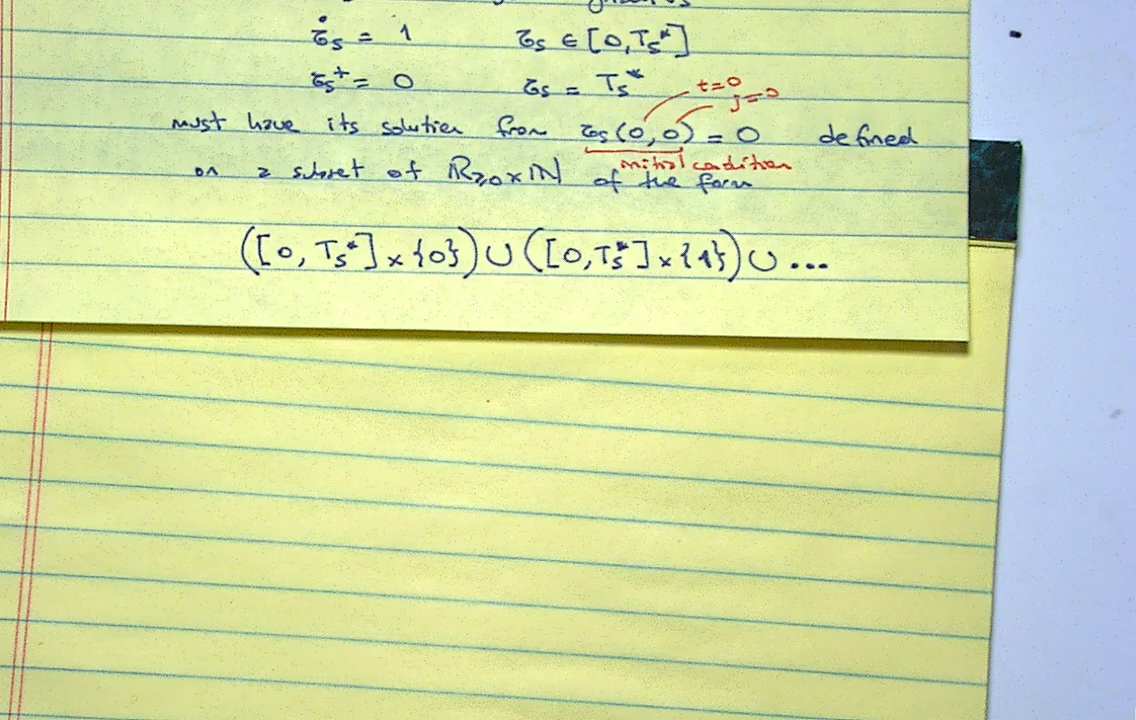 τ̇s = 1 τs ∈ [0, Ts*]
τs⁺ = 0 τs = Ts*
t=0
j=0
must have its solution from τs(0,0) = 0 defined
initial condition
on a subset of ℝ≥0 × ℕ of the form
([0, Ts*] × {0}) ∪ ([0, Ts*] × {1}) ∪ ...